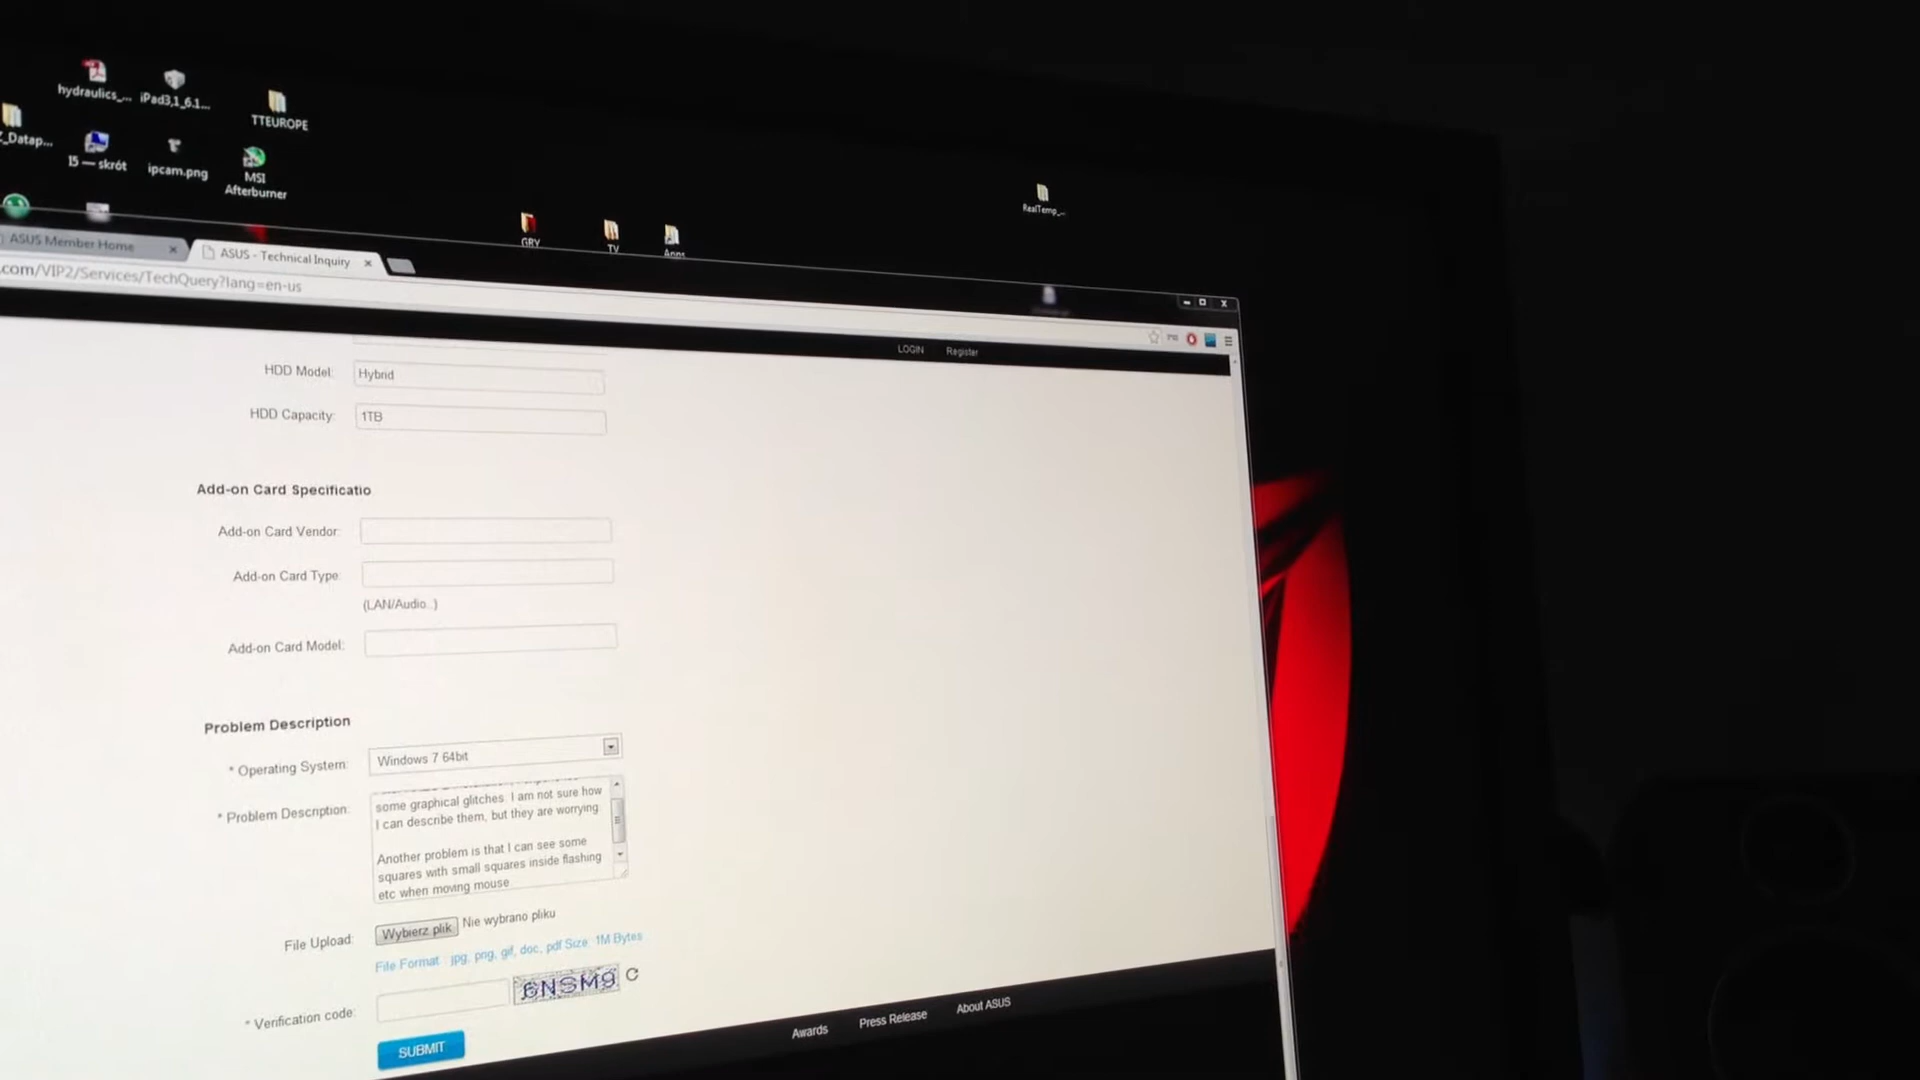 hydraulics_...
iPad3,1_6.1...
TTEUROPE
_Datap...
15 — skrót
ipcam.png
MSI
Afterburner
RealTemp_...
GRY
TV
Apps
ASUS Member Home
ASUS - Technical Inquiry
.com/VIP2/Services/TechQuery?lang=en-us
LOGIN
Register
HDD Model:
Hybrid
HDD Capacity:
1TB
Add-on Card Specificatio
Add-on Card Vendor:
Add-on Card Type:
(LAN/Audio..)
Add-on Card Model:
Problem Description
* Operating System:
Windows 7 64bit
* Problem Description:
some graphical glitches. I am not sure how
I can describe them, but they are worrying
Another problem is that I can see some
squares with small squares inside flashing
etc when moving mouse
File Upload:
Wybierz plik
Nie wybrano pliku
File Format : jpg, png, gif, doc, pdf Size: 1M Bytes
* Verification code:
6NSM9
SUBMIT
Awards
Press Release
About ASUS